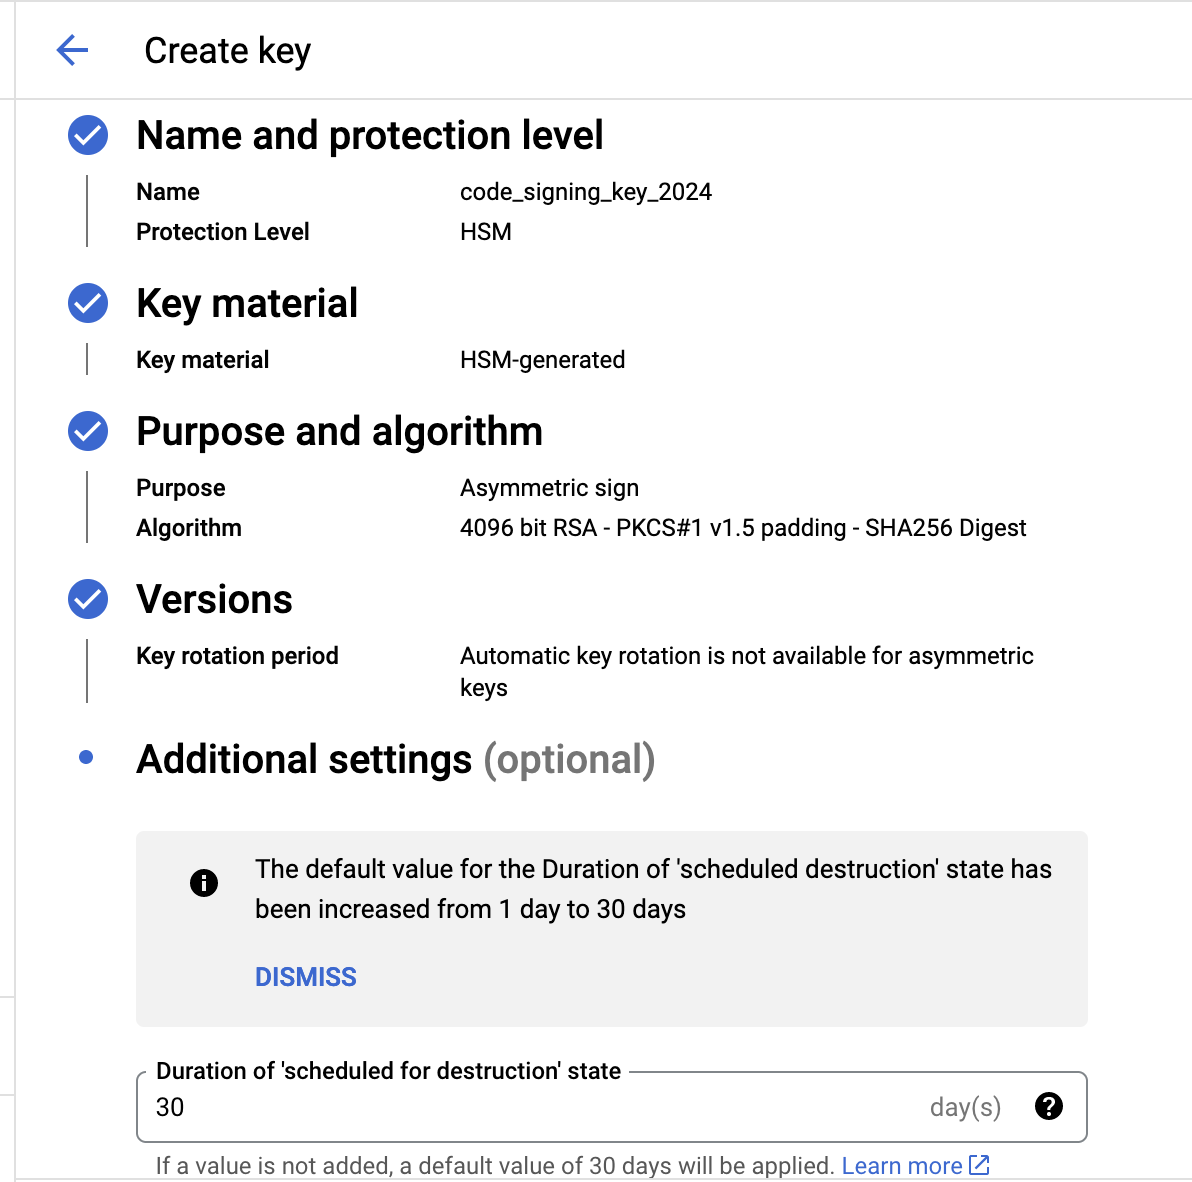 Create key
Name and protection level
Name code_signing_key_2024
Protection Level HSM
Key material
Key material HSM-generated
Purpose and algorithm
Purpose Asymmetric sign
Algorithm 4096 bit RSA - PKCS#1 v1.5 padding - SHA256 Digest
Versions
Key rotation period Automatic key rotation is not available for asymmetric
keys
Additional settings (optional)
The default value for the Duration of 'scheduled destruction' state has
been increased from 1 day to 30 days
DISMISS
Duration of 'scheduled for destruction' state
30 day(s)
If a value is not added, a default value of 30 days will be applied. Learn more